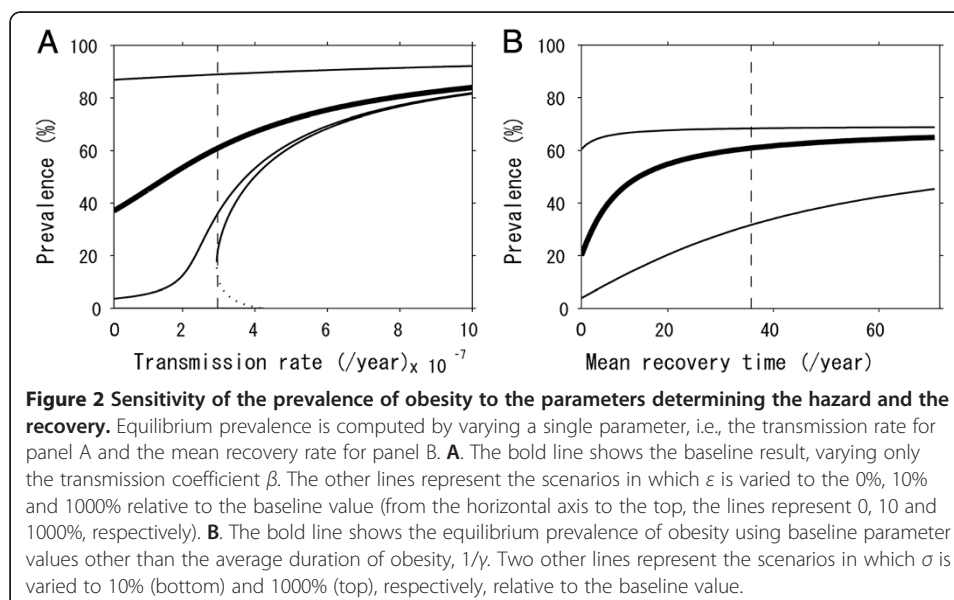 A
B
100
80
60
40
20
0
Prevalence (%)
0 2 4 6 8 10
Transmission rate (/year) x 10 -7
100
80
60
40
20
0
Prevalence (%)
0 20 40 60
Mean recovery time (/year)
Figure 2 Sensitivity of the prevalence of obesity to the parameters determining the hazard and the
recovery. Equilibrium prevalence is computed by varying a single parameter, i.e., the transmission rate for
panel A and the mean recovery rate for panel B. A. The bold line shows the baseline result, varying only
the transmission coefficient β. The other lines represent the scenarios in which ε is varied to the 0%, 10%
and 1000% relative to the baseline value (from the horizontal axis to the top, the lines represent 0, 10 and
1000%, respectively). B. The bold line shows the equilibrium prevalence of obesity using baseline parameter
values other than the average duration of obesity, 1/γ. Two other lines represent the scenarios in which σ is
varied to 10% (bottom) and 1000% (top), respectively, relative to the baseline value.